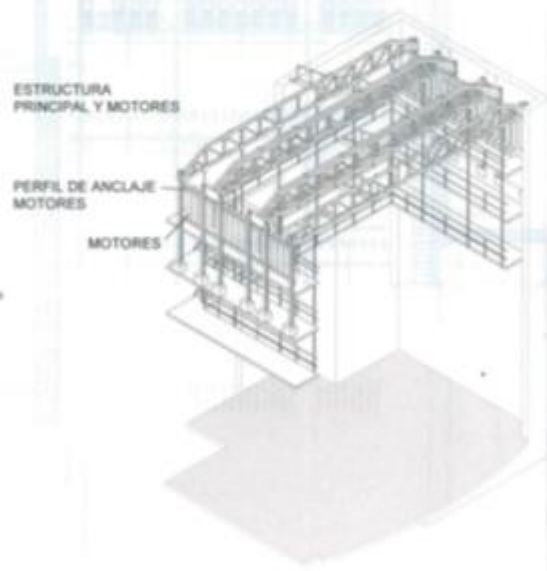 ESTRUCTURA
PRINCIPAL Y MOTORES
PERFIL DE ANCLAJE
MOTORES
MOTORES